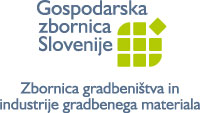 Gospodarska
zbornica
Slovenije
Zbornica gradbeništva in
industrije gradbenega materiala